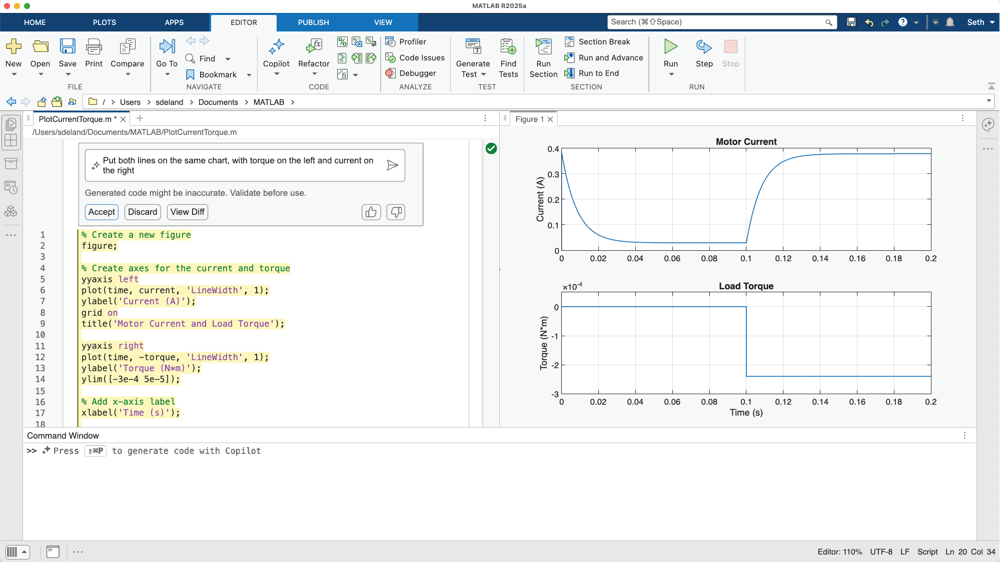 MATLAB R2025a
HOME PLOTS APPS EDITOR PUBLISH VIEW Search (⌘⇧Space) Seth
New Open Save Print Compare
FILE
Go To Find Bookmark
NAVIGATE
Copilot Refactor
CODE
Profiler
Code Issues
Debugger
ANALYZE
Generate Test Find Tests
TEST
Run Section Section Break
Run and Advance
Run to End
SECTION
Run Step Stop
RUN
/ › Users › sdeland › Documents › MATLAB ›
PlotCurrentTorque.m *
/Users/sdeland/Documents/MATLAB/PlotCurrentTorque.m
Put both lines on the same chart, with torque on the left and current on
the right
Generated code might be inaccurate. Validate before use.
Accept Discard View Diff
1 % Create a new figure
2 figure;
3
4 % Create axes for the current and torque
5 yyaxis left
6 plot(time, current, 'LineWidth', 1);
7 ylabel('Current (A)');
8 grid on
9 title('Motor Current and Load Torque');
10
11 yyaxis right
12 plot(time, -torque, 'LineWidth', 1);
13 ylabel('Torque (N*m)');
14 ylim([-3e-4 5e-5]);
15
16 % Add x-axis label
17 xlabel('Time (s)');
18
Figure 1
Motor Current
Current (A)
0.4
0.3
0.2
0.1
0
0 0.02 0.04 0.06 0.08 0.1 0.12 0.14 0.16 0.18 0.2
×10-4
Load Torque
Torque (N*m)
0
-1
-2
-3
0 0.02 0.04 0.06 0.08 0.1 0.12 0.14 0.16 0.18 0.2
Time (s)
Command Window
>> Press ⇧⌘P to generate code with Copilot
Editor: 110% UTF-8 LF Script Ln 20 Col 34